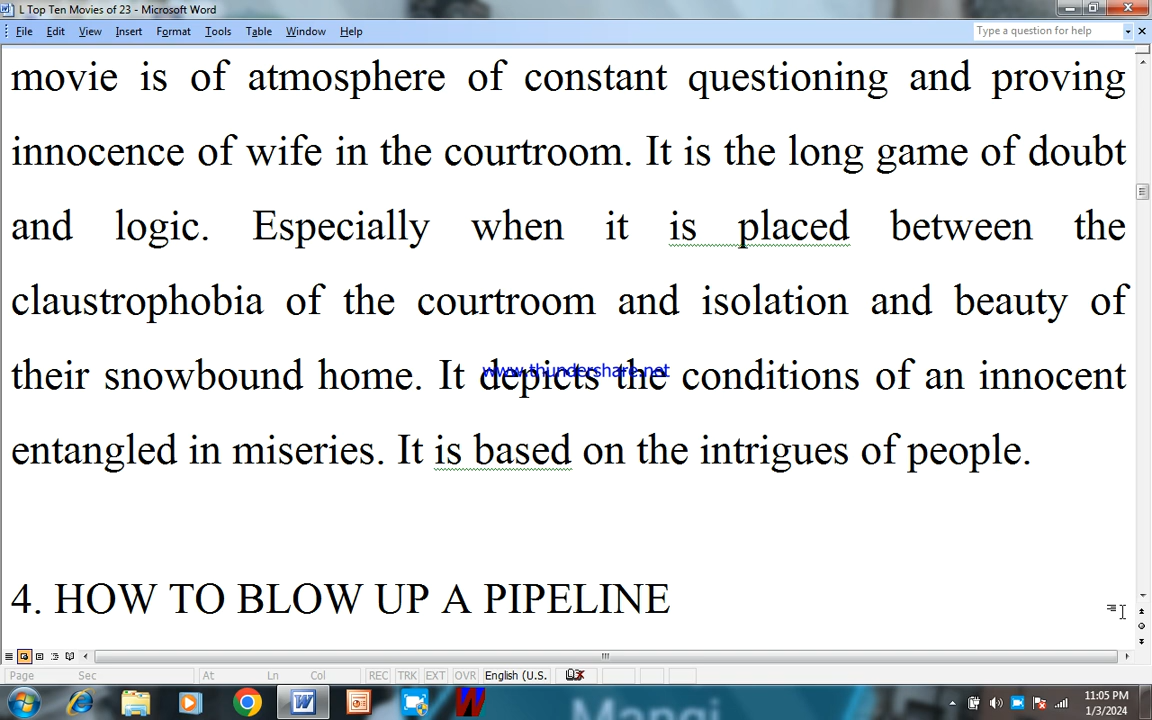 L Top Ten Movies of 23 - Microsoft Word
File Edit View Insert Format Tools Table Window Help Type a question for help
movie is of atmosphere of constant questioning and proving
innocence of wife in the courtroom. It is the long game of doubt
and logic. Especially when it is placed between the
claustrophobia of the courtroom and isolation and beauty of
their snowbound home. It depicts the conditions of an innocent
www.thundershare.net
entangled in miseries. It is based on the intrigues of people.
4. HOW TO BLOW UP A PIPELINE
Page Sec At Ln Col REC TRK EXT OVR English (U.S.
Mangi
11:05 PM
1/3/2024